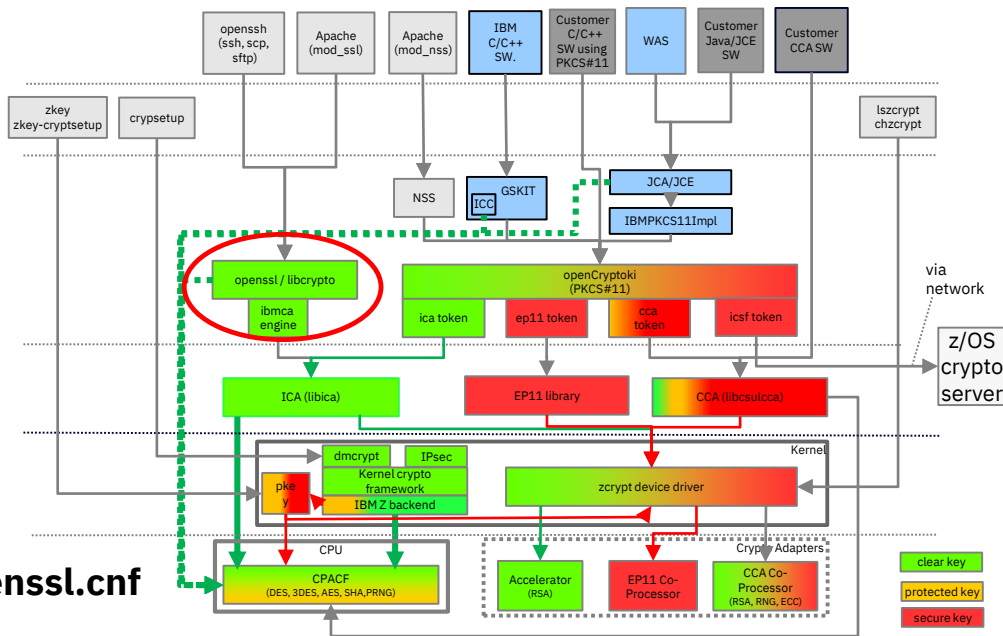 openssh
(ssh, scp,
sftp)
Apache
(mod_ssl)
Apache
(mod_nss)
IBM
C/C++
SW.
Customer
C/C++
SW using
PKCS#11
WAS
Customer
Java/JCE
SW
Customer
CCA SW
zkey
zkey-cryptsetup
crypsetup
lszcrypt
chzcrypt
NSS
GSKIT
ICC
JCA/JCE
IBMPKCS11Impl
openssl / libcrypto
ibmca
engine
openCryptoki
(PKCS#11)
ica token
ep11 token
cca
token
icsf token
via
network
z/OS
crypto
server
ICA (libica)
EP11 library
CCA (libcsulcca)
Kernel
dmcrypt
IPsec
Kernel crypto
framework
IBM Z backend
pke
y
zcrypt device driver
CPU
CPACF
(DES, 3DES, AES, SHA,PRNG)
Crypto Adapters
Accelerator
(RSA)
EP11 Co-
Processor
CCA Co-
Processor
(RSA, RNG, ECC)
clear key
protected key
secure key
enssl.cnf